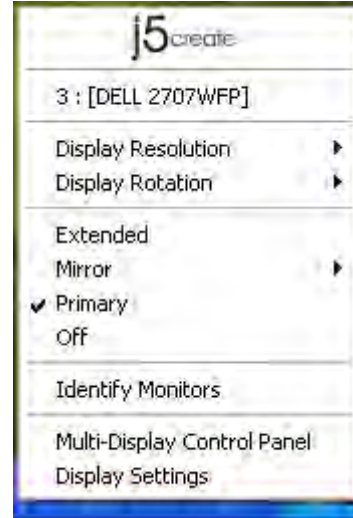 j5create
3 : [DELL 2707WFP]
Display Resolution
Display Rotation
Extended
Mirror
Primary
Off
Identify Monitors
Multi-Display Control Panel
Display Settings